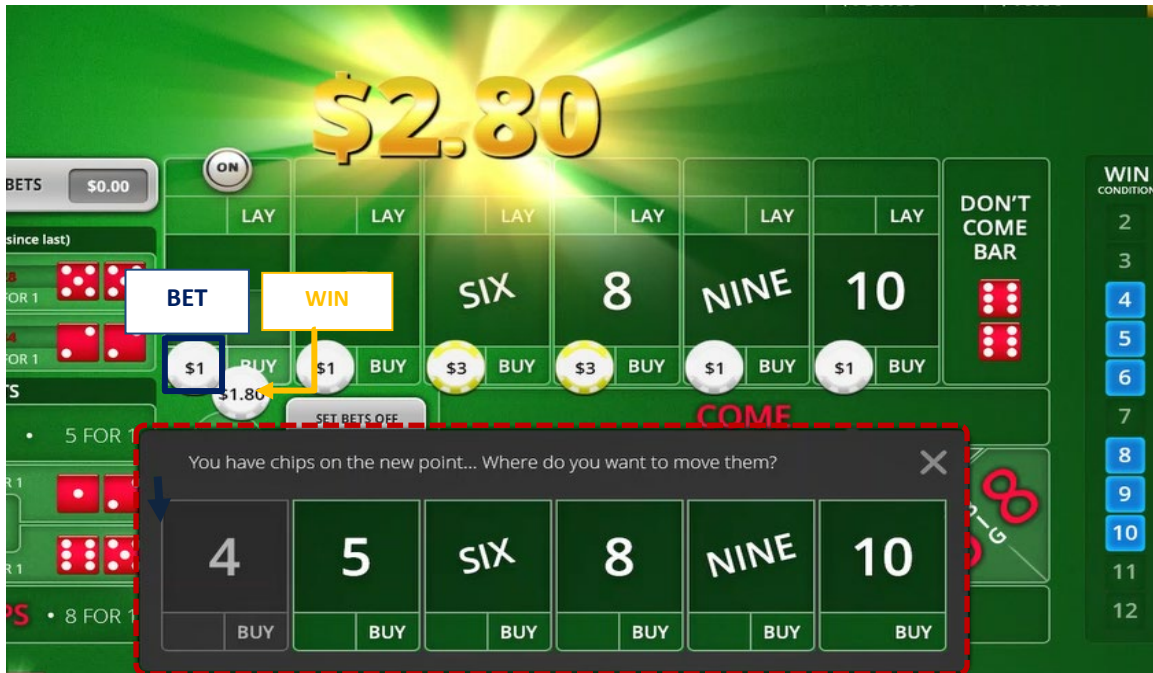 $2.80
ON
BETS $0.00
LAY LAY LAY LAY LAY LAY
DON'T
COME
BAR
WIN
CONDITION
2
3
4
5
6
7
8
9
10
11
12
since last)
FOR 1
BET
WIN
SIX 8 NINE 10
FOR 1
$1 BUY $1 BUY $3 BUY $3 BUY $1 BUY $1 BUY
$1.80
SET BETS OFF
COME
• 5 FOR 1
You have chips on the new point... Where do you want to move them?
4 5 SIX 8 NINE 10
BUY BUY BUY BUY BUY BUY
8
BIG
PS • 8 FOR 1